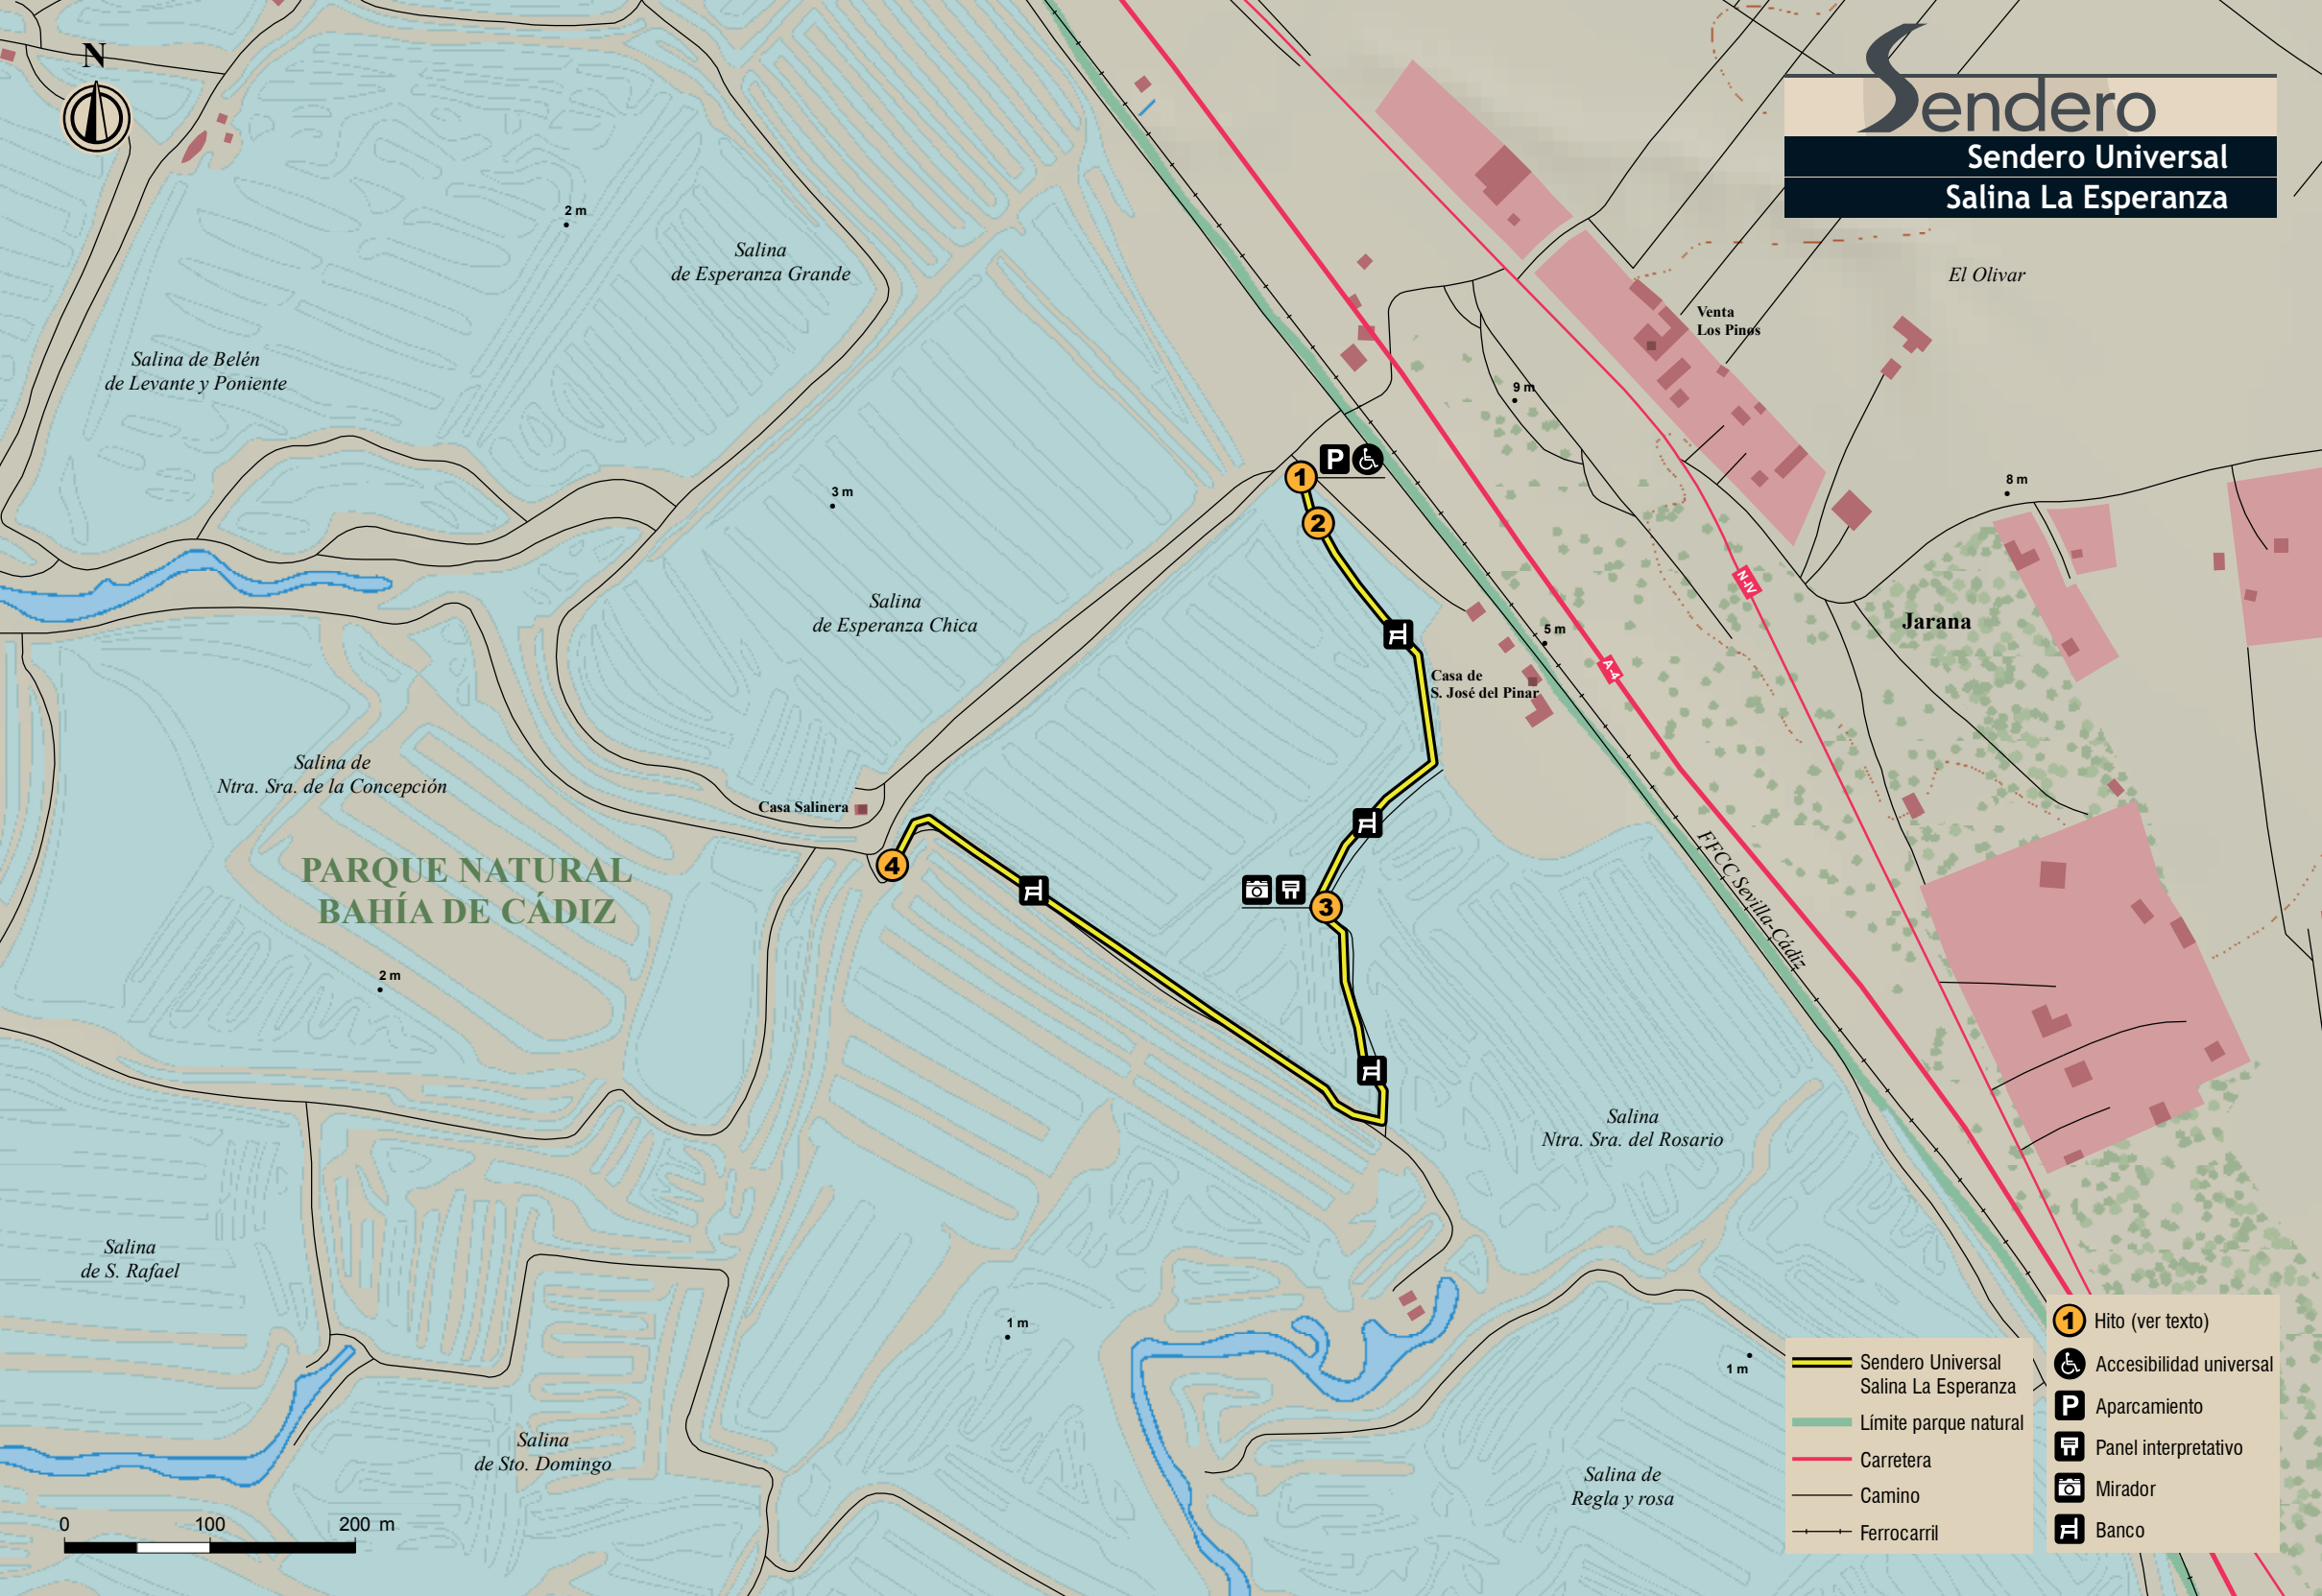 N
Sendero
Sendero Universal
Salina La Esperanza
2 m
Salina
de Esperanza Grande
El Olivar
Venta
Los Pinos
Salina de Belén
de Levante y Poniente
9 m
1
P
8 m
3 m
2
N-IV
Salina
de Esperanza Chica
Jarana
5 m
A-4
Casa de
S. José del Pinar
Salina de
Ntra. Sra. de la Concepción
Casa Salinera
FFCC Sevilla-Cádiz
4
PARQUE NATURAL
BAHÍA DE CÁDIZ
3
2 m
Salina
Ntra. Sra. del Rosario
Salina
de S. Rafael
1 m
1 m
Salina
de Sto. Domingo
Salina de
Regla y rosa
0 100 200 m
Sendero Universal
Salina La Esperanza
Límite parque natural
Carretera
Camino
Ferrocarril
1 Hito (ver texto)
Accesibilidad universal
P Aparcamiento
Panel interpretativo
Mirador
Banco